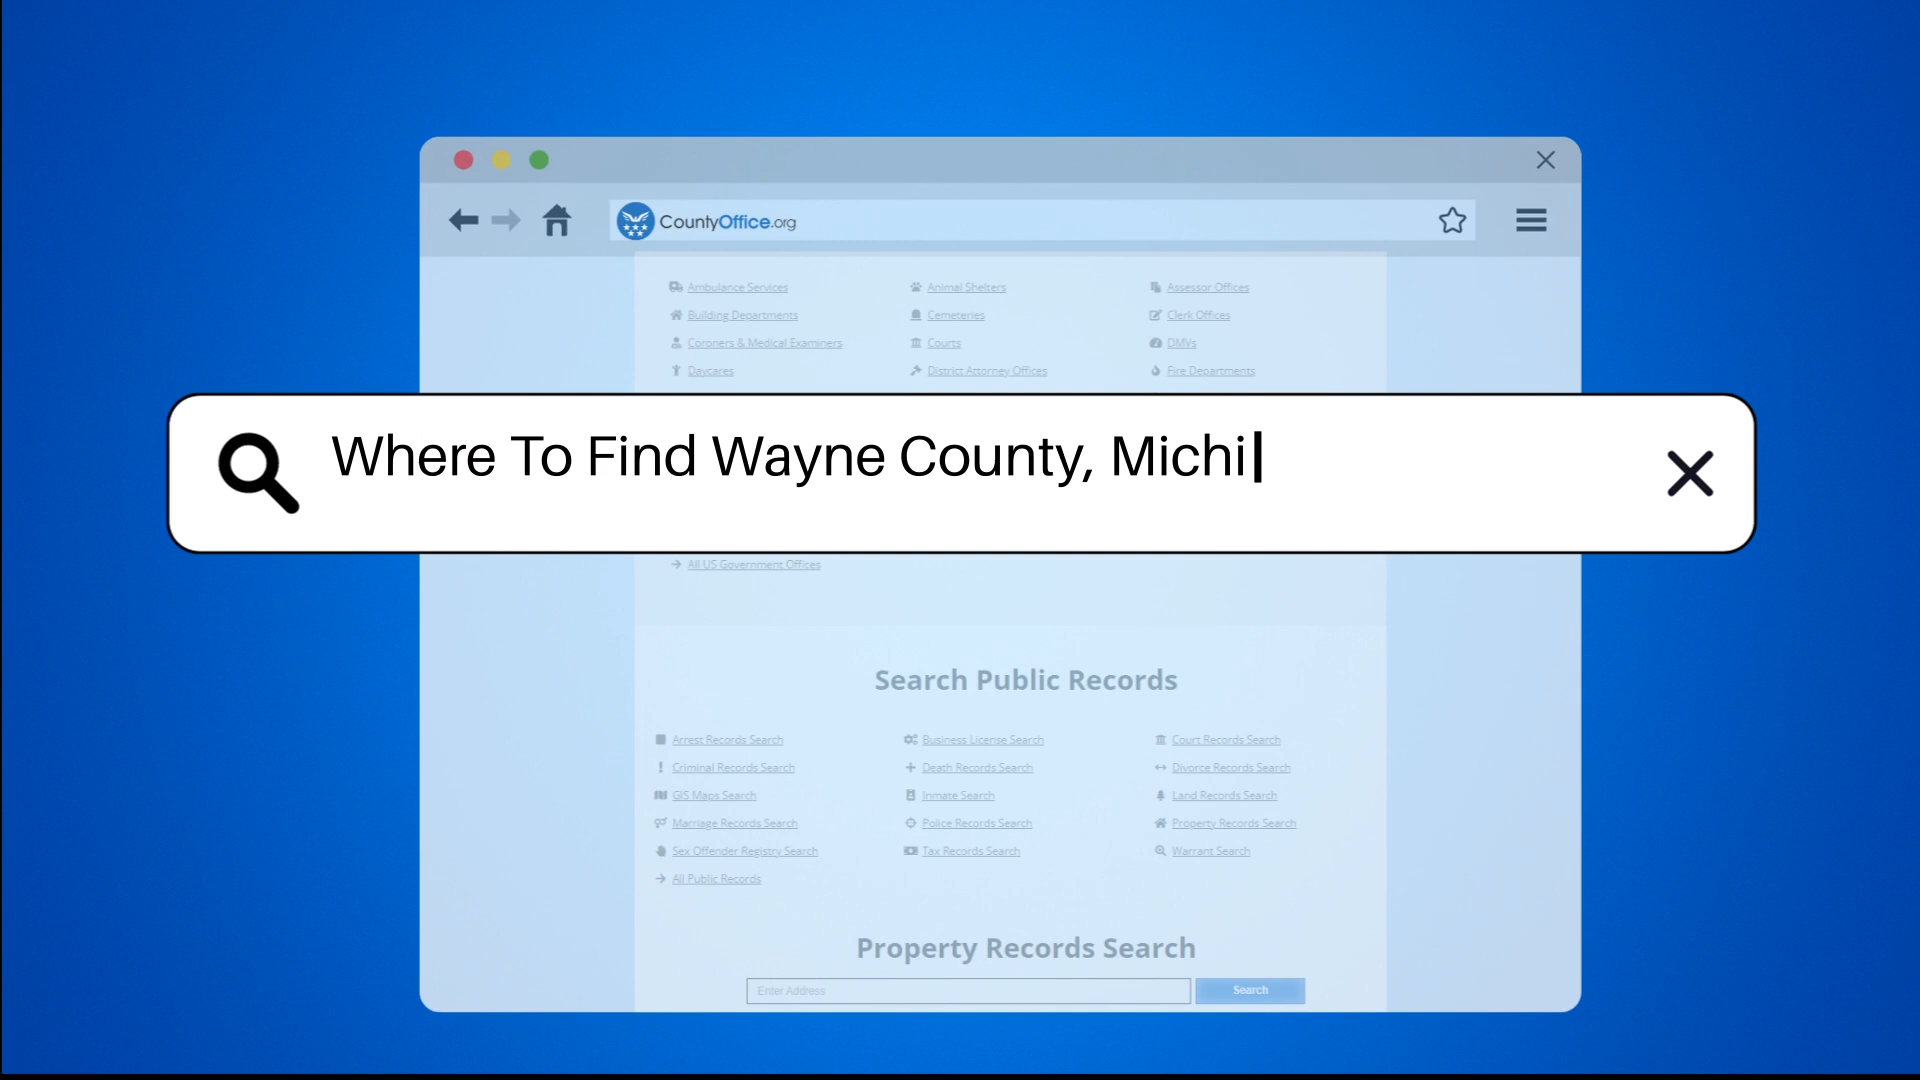 CountyOffice.org
Ambulance Services Animal Shelters Assessor Offices
Building Departments Cemeteries Clerk Offices
Coroners & Medical Examiners Courts DMVs
Daycares District Attorney Offices Fire Departments
Where To Find Wayne County, Michi
All US Government Offices
Search Public Records
Arrest Records Search Business License Search Court Records Search
Criminal Records Search Death Records Search Divorce Records Search
GIS Maps Search Inmate Search Land Records Search
Marriage Records Search Police Records Search Property Records Search
Sex Offender Registry Search Tax Records Search Warrant Search
All Public Records
Property Records Search
Enter Address Search